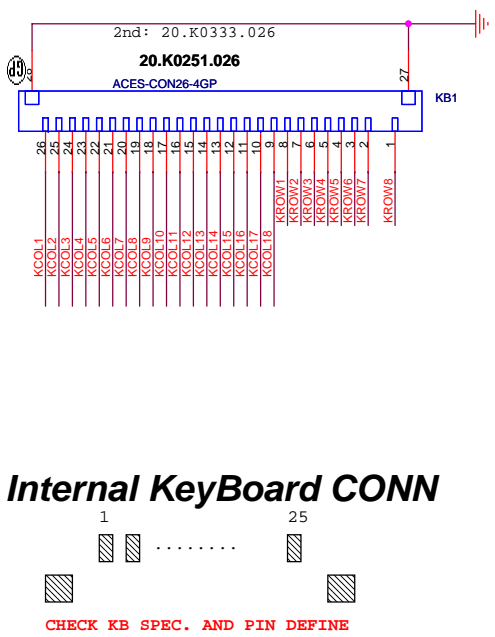 2nd: 20.K0333.026
20.K0251.026
ACES-CON26-4GP
28
27
KB1
26 25 24 23 22 21 20 19 18 17 16 15 14 13 12 11 10 9 8 7 6 5 4 3 2 1
KCOL1
KCOL2
KCOL3
KCOL4
KCOL5
KCOL6
KCOL7
KCOL8
KCOL9
KCOL10
KCOL11
KCOL12
KCOL13
KCOL14
KCOL15
KCOL16
KCOL17
KCOL18
KROW1
KROW2
KROW3
KROW4
KROW5
KROW6
KROW7
KROW8
Internal KeyBoard CONN
1 25
........
CHECK KB SPEC. AND PIN DEFINE